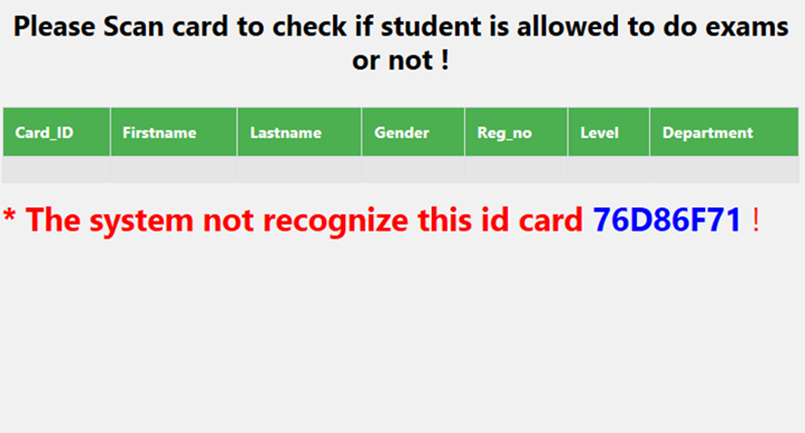 Please Scan card to check if student is allowed to do exams
or not !
Card_ID Firstname Lastname Gender Reg_no Level Department
* The system not recognize this id card 76D86F71 !